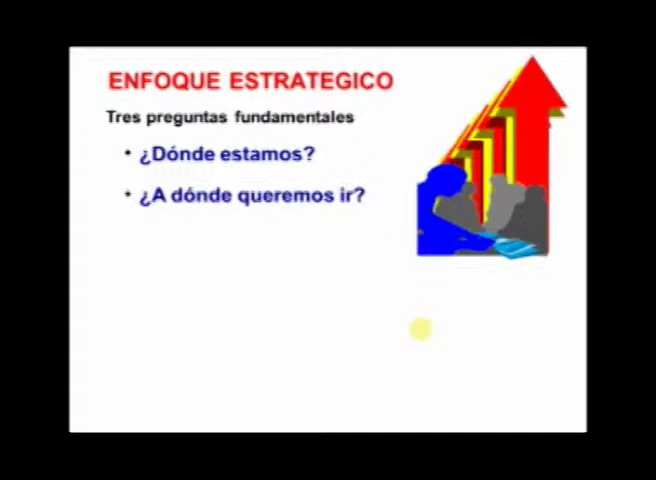 ENFOQUE ESTRATEGICO
Tres preguntas fundamentales
• ¿Dónde estamos?
• ¿A dónde queremos ir?